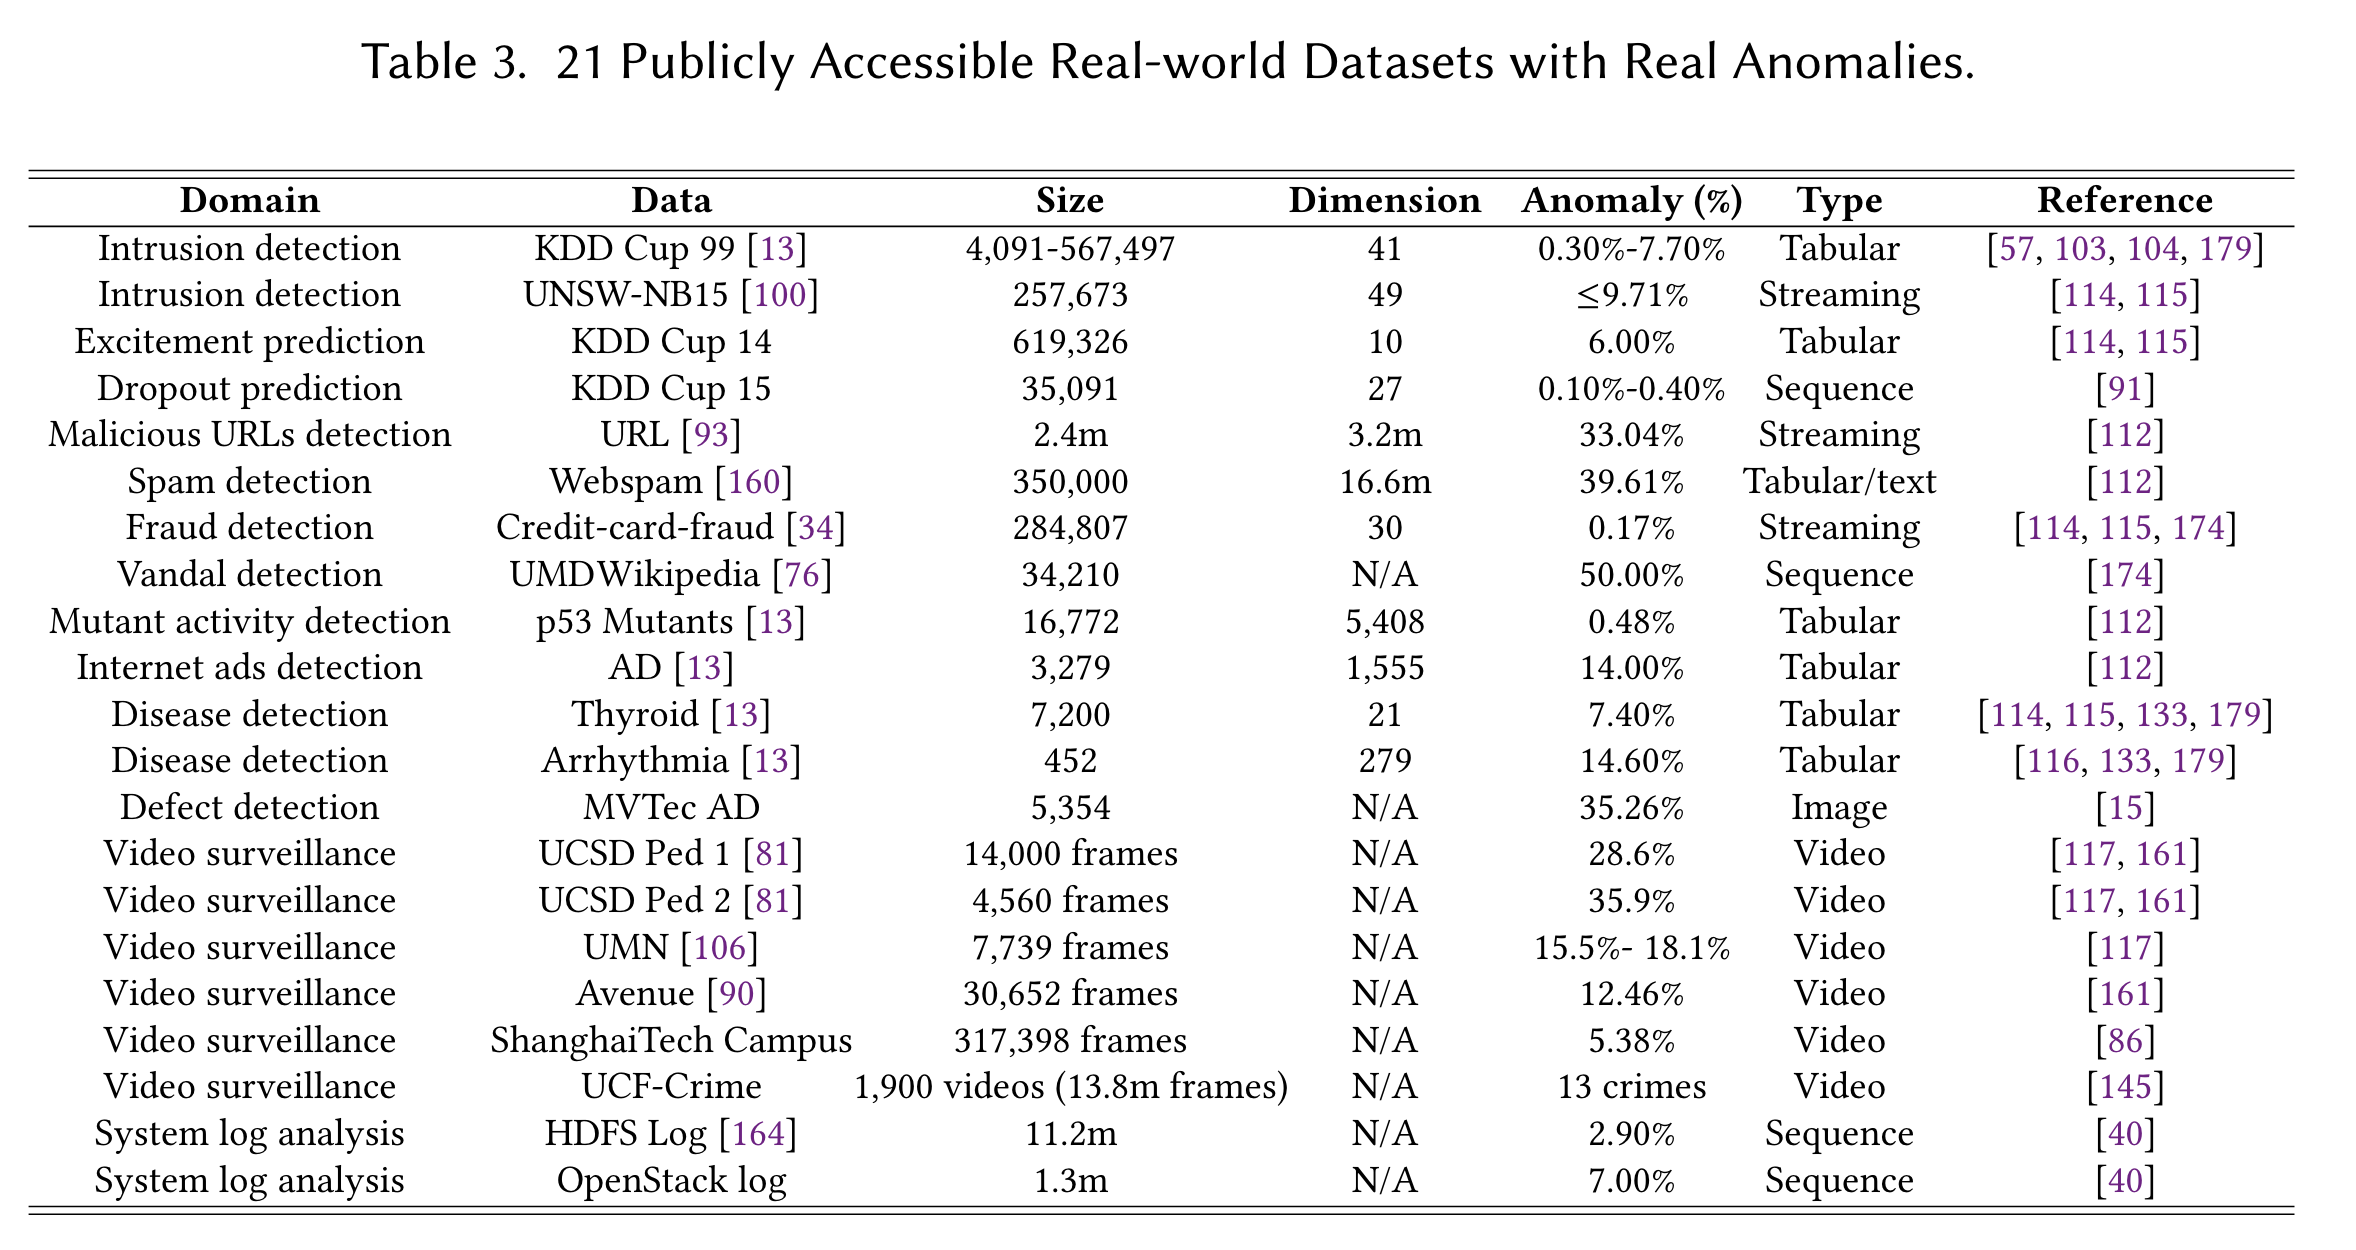 Table 3. 21 Publicly Accessible Real-world Datasets with Real Anomalies.
Domain Data Size Dimension Anomaly (%) Type Reference
Intrusion detection KDD Cup 99 [13] 4,091-567,497 41 0.30%-7.70% Tabular [57, 103, 104, 179]
Intrusion detection UNSW-NB15 [100] 257,673 49 ≤9.71% Streaming [114, 115]
Excitement prediction KDD Cup 14 619,326 10 6.00% Tabular [114, 115]
Dropout prediction KDD Cup 15 35,091 27 0.10%-0.40% Sequence [91]
Malicious URLs detection URL [93] 2.4m 3.2m 33.04% Streaming [112]
Spam detection Webspam [160] 350,000 16.6m 39.61% Tabular/text [112]
Fraud detection Credit-card-fraud [34] 284,807 30 0.17% Streaming [114, 115, 174]
Vandal detection UMDWikipedia [76] 34,210 N/A 50.00% Sequence [174]
Mutant activity detection p53 Mutants [13] 16,772 5,408 0.48% Tabular [112]
Internet ads detection AD [13] 3,279 1,555 14.00% Tabular [112]
Disease detection Thyroid [13] 7,200 21 7.40% Tabular [114, 115, 133, 179]
Disease detection Arrhythmia [13] 452 279 14.60% Tabular [116, 133, 179]
Defect detection MVTec AD 5,354 N/A 35.26% Image [15]
Video surveillance UCSD Ped 1 [81] 14,000 frames N/A 28.6% Video [117, 161]
Video surveillance UCSD Ped 2 [81] 4,560 frames N/A 35.9% Video [117, 161]
Video surveillance UMN [106] 7,739 frames N/A 15.5%- 18.1% Video [117]
Video surveillance Avenue [90] 30,652 frames N/A 12.46% Video [161]
Video surveillance ShanghaiTech Campus 317,398 frames N/A 5.38% Video [86]
Video surveillance UCF-Crime 1,900 videos (13.8m frames) N/A 13 crimes Video [145]
System log analysis HDFS Log [164] 11.2m N/A 2.90% Sequence [40]
System log analysis OpenStack log 1.3m N/A 7.00% Sequence [40]